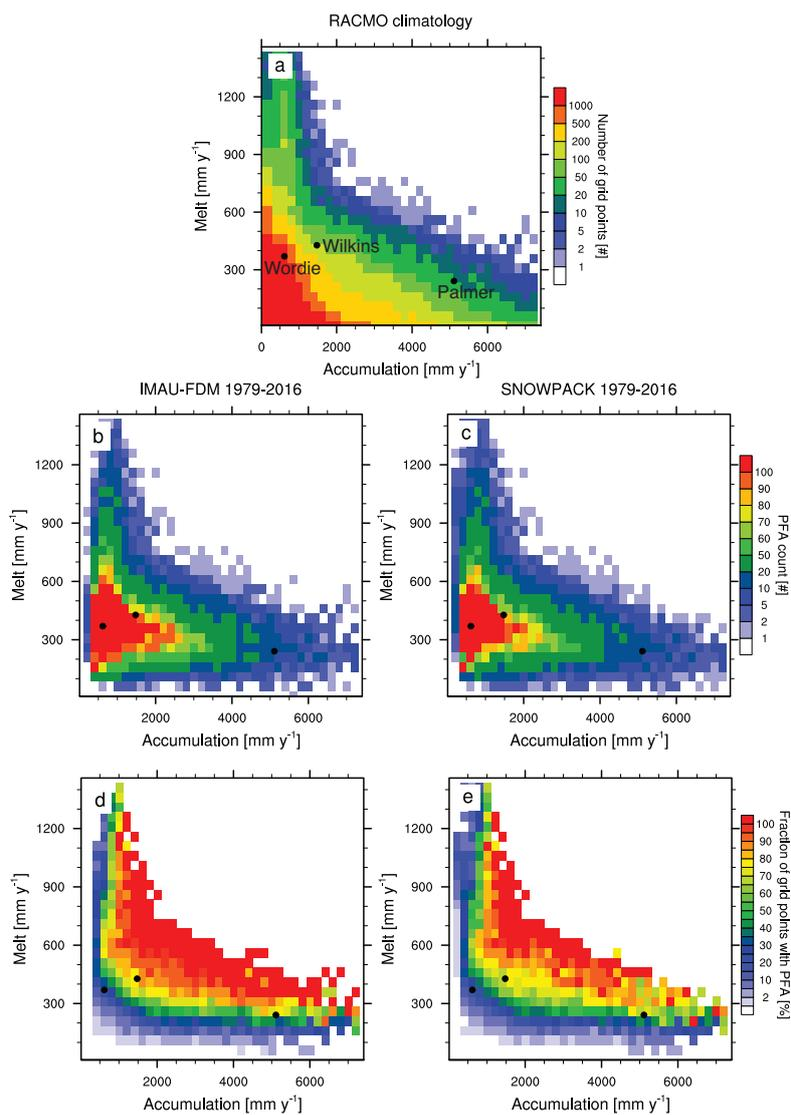 RACMO climatology
a
1200
900
600
300
Melt [mm y⁻¹]
Wilkins
Wordie
Palmer
0
2000
4000
6000
Accumulation [mm y⁻¹]
1000
500
200
100
50
20
10
5
2
1
Number of grid points [#]
IMAU-FDM 1979-2016
b
1200
900
600
300
Melt [mm y⁻¹]
2000
4000
6000
Accumulation [mm y⁻¹]
SNOWPACK 1979-2016
c
1200
900
600
300
Melt [mm y⁻¹]
2000
4000
6000
Accumulation [mm y⁻¹]
100
90
80
70
60
50
20
10
5
2
1
PFA count [#]
d
1200
900
600
300
Melt [mm y⁻¹]
2000
4000
6000
Accumulation [mm y⁻¹]
e
1200
900
600
300
Melt [mm y⁻¹]
2000
4000
6000
Accumulation [mm y⁻¹]
100
90
80
70
60
50
40
30
20
10
2
Fraction of grid points with PFA [%]